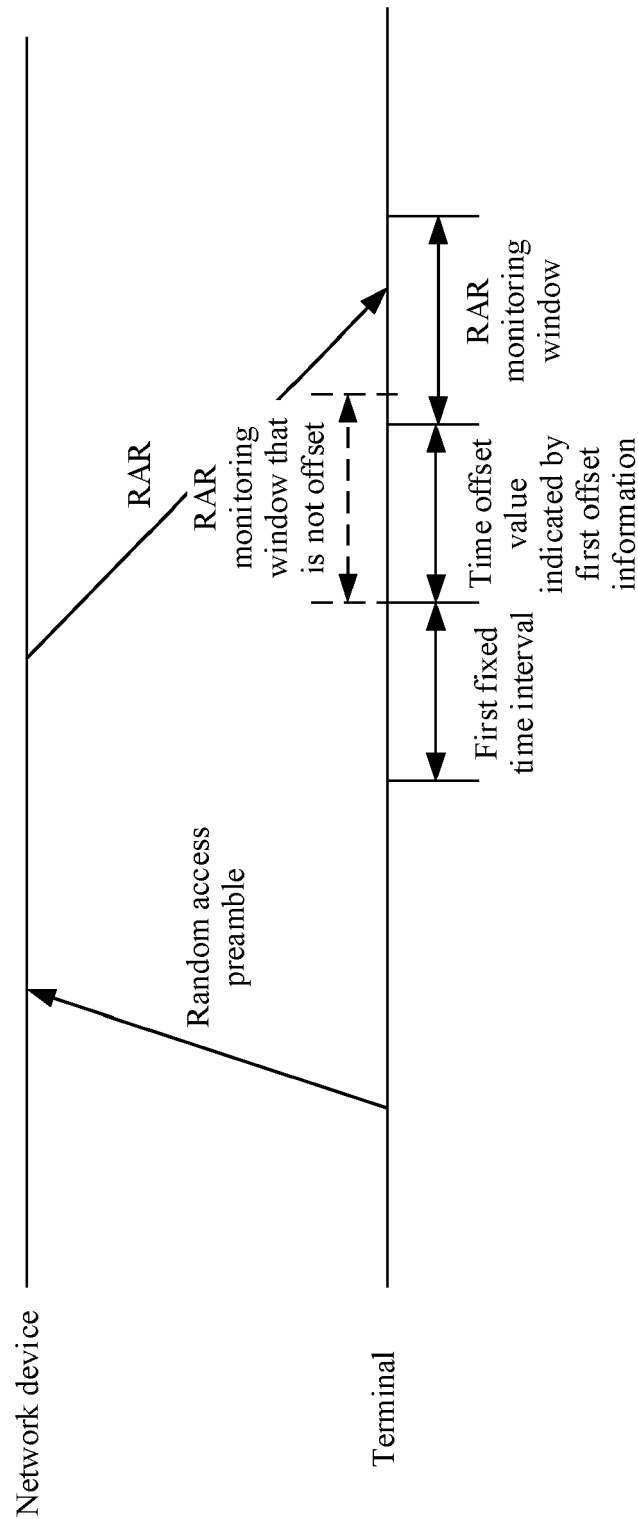 Network device
Terminal
Random access
preamble
RAR
RAR
monitoring
window that
is not offset
First fixed
time interval
Time offset
value
indicated by
first offset
information
RAR
monitoring
window